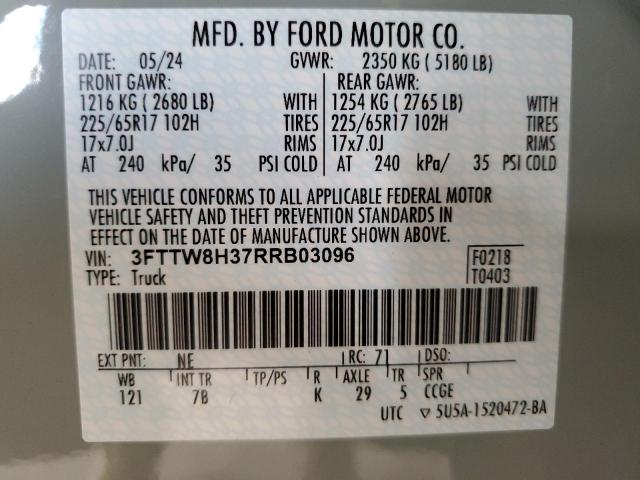 MFD. BY FORD MOTOR CO.
DATE: 05/24 GVWR: 2350 KG ( 5180 LB)
FRONT GAWR: REAR GAWR:
1216 KG ( 2680 LB) WITH 1254 KG ( 2765 LB) WITH
225/65R17 102H TIRES 225/65R17 102H TIRES
17x7.0J RIMS 17x7.0J RIMS
AT 240 kPa/ 35 PSI COLD AT 240 kPa/ 35 PSI COLD
THIS VEHICLE CONFORMS TO ALL APPLICABLE FEDERAL MOTOR
VEHICLE SAFETY AND THEFT PREVENTION STANDARDS IN
EFFECT ON THE DATE OF MANUFACTURE SHOWN ABOVE.
VIN: 3FTTW8H37RRB03096 F0218
TYPE: Truck T0403
EXT PNT: NE RC: 71 DSO:
WB INT TR TP/PS R AXLE TR SPR
121 7B K 29 5 CCGE
UTC ▽ 5U5A-1520472-BA